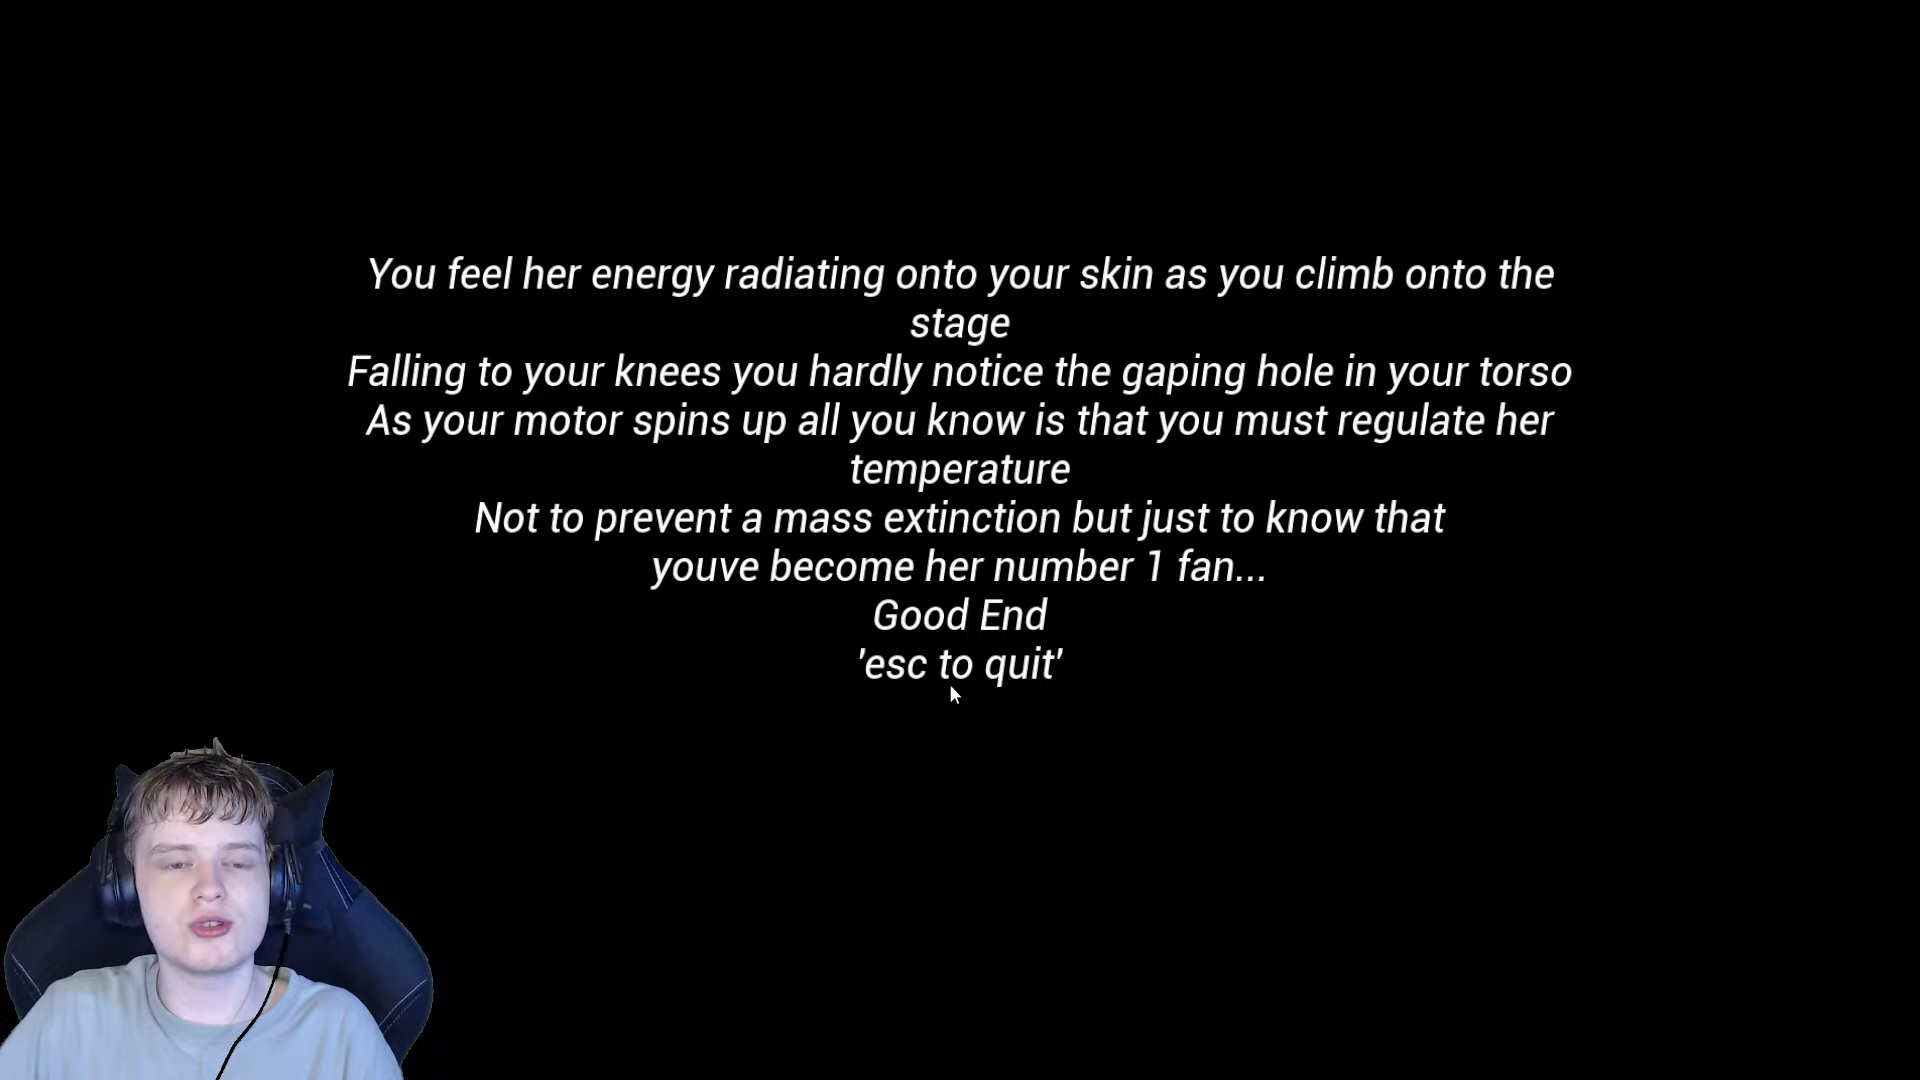 You feel her energy radiating onto your skin as you climb onto the
stage
Falling to your knees you hardly notice the gaping hole in your torso
As your motor spins up all you know is that you must regulate her
temperature
Not to prevent a mass extinction but just to know that
youve become her number 1 fan...
Good End
'esc to quit'